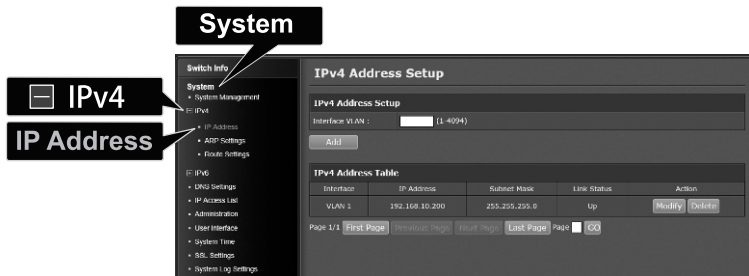 System
IPv4
IP Address
Switch Info
System
System Management
IPv4
IP Address
ARP Settings
Route Settings
IPv6
DNS Settings
IP Access List
Administration
User Interface
System Time
SSL Settings
System Log Settings
IPv4 Address Setup
IPv4 Address Setup
Interface VLAN : (1-4094)
Add
IPv4 Address Table
Interface IP Address Subnet Mask Link Status Action
VLAN 1 192.168.10.200 255.255.255.0 Up Modify Delete
Page 1/1 First Page Previous Page Next Page Last Page Page GO